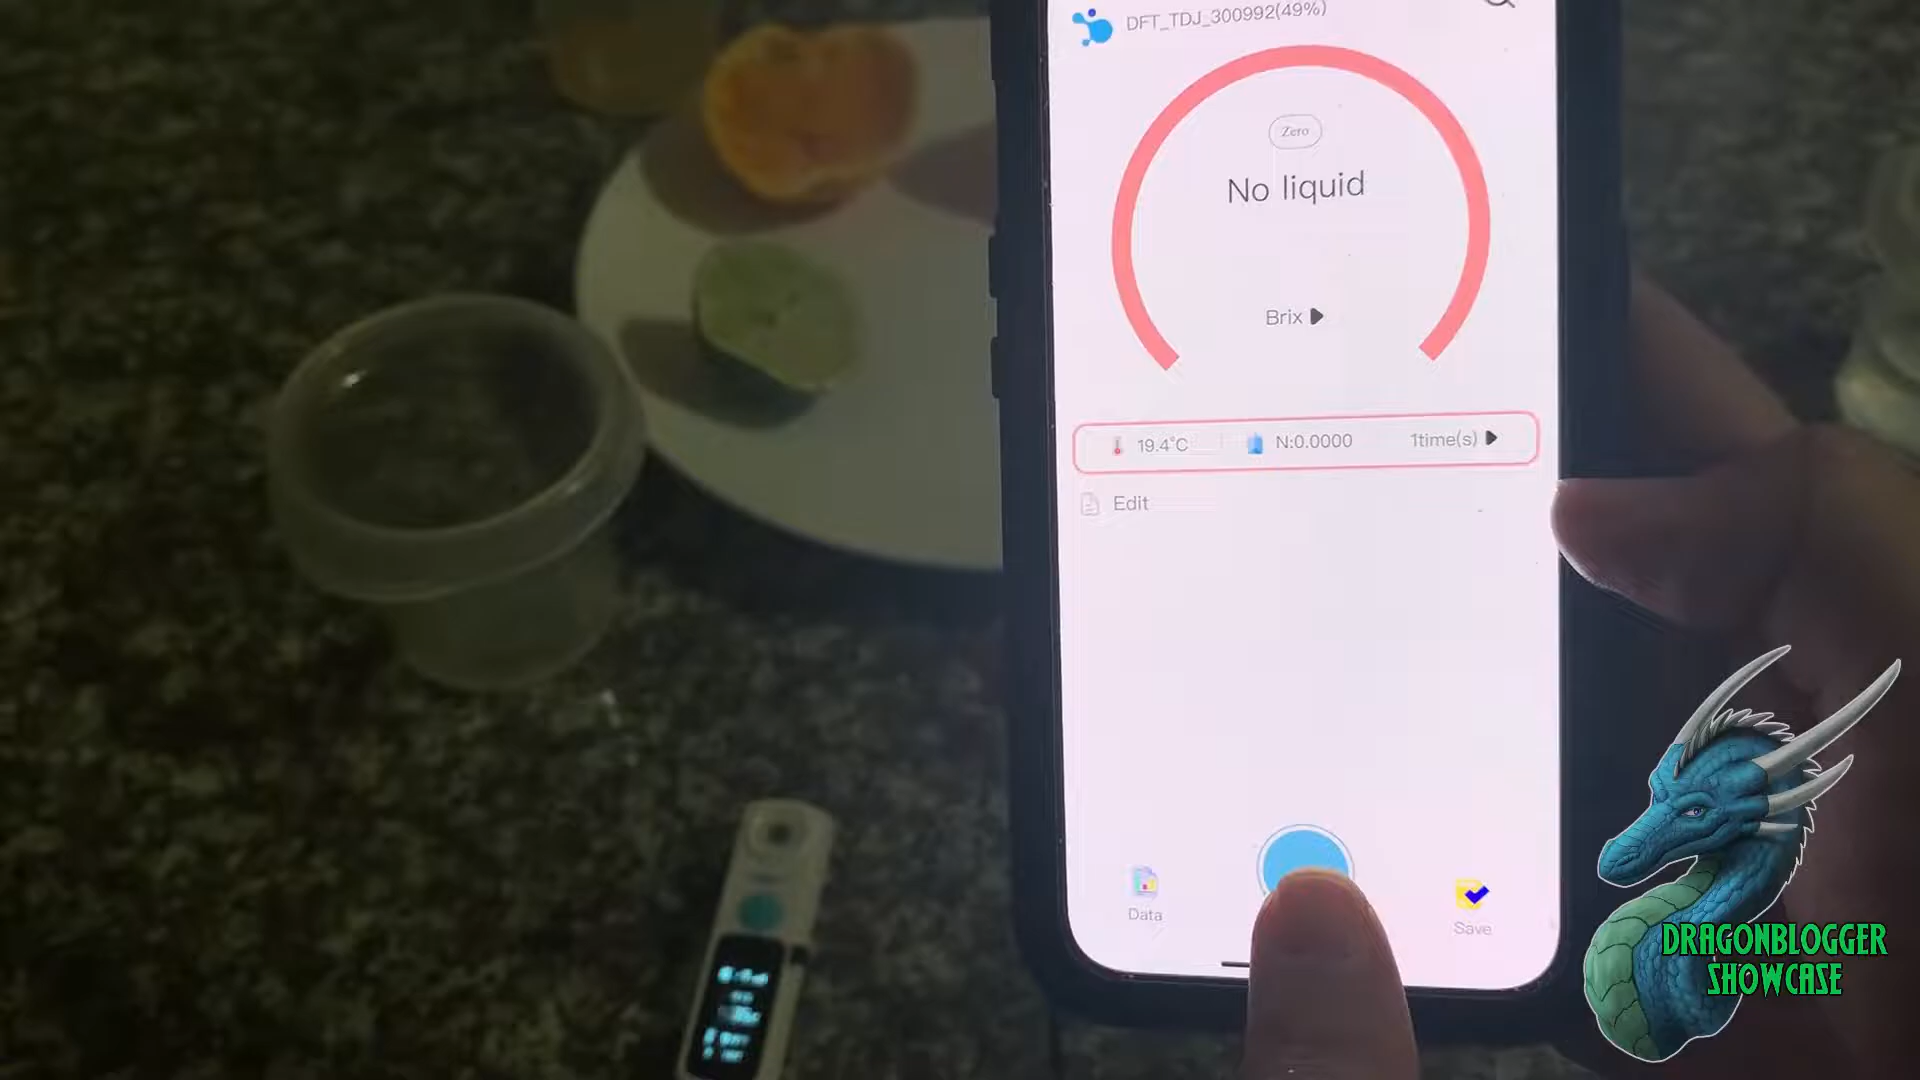 DFT_TDJ_300992(49%)
Zero
No liquid
Brix
19.4°C
N:0.0000
1time(s)
Edit
Data
Save
DRAGONBLOGGER
SHOWCASE